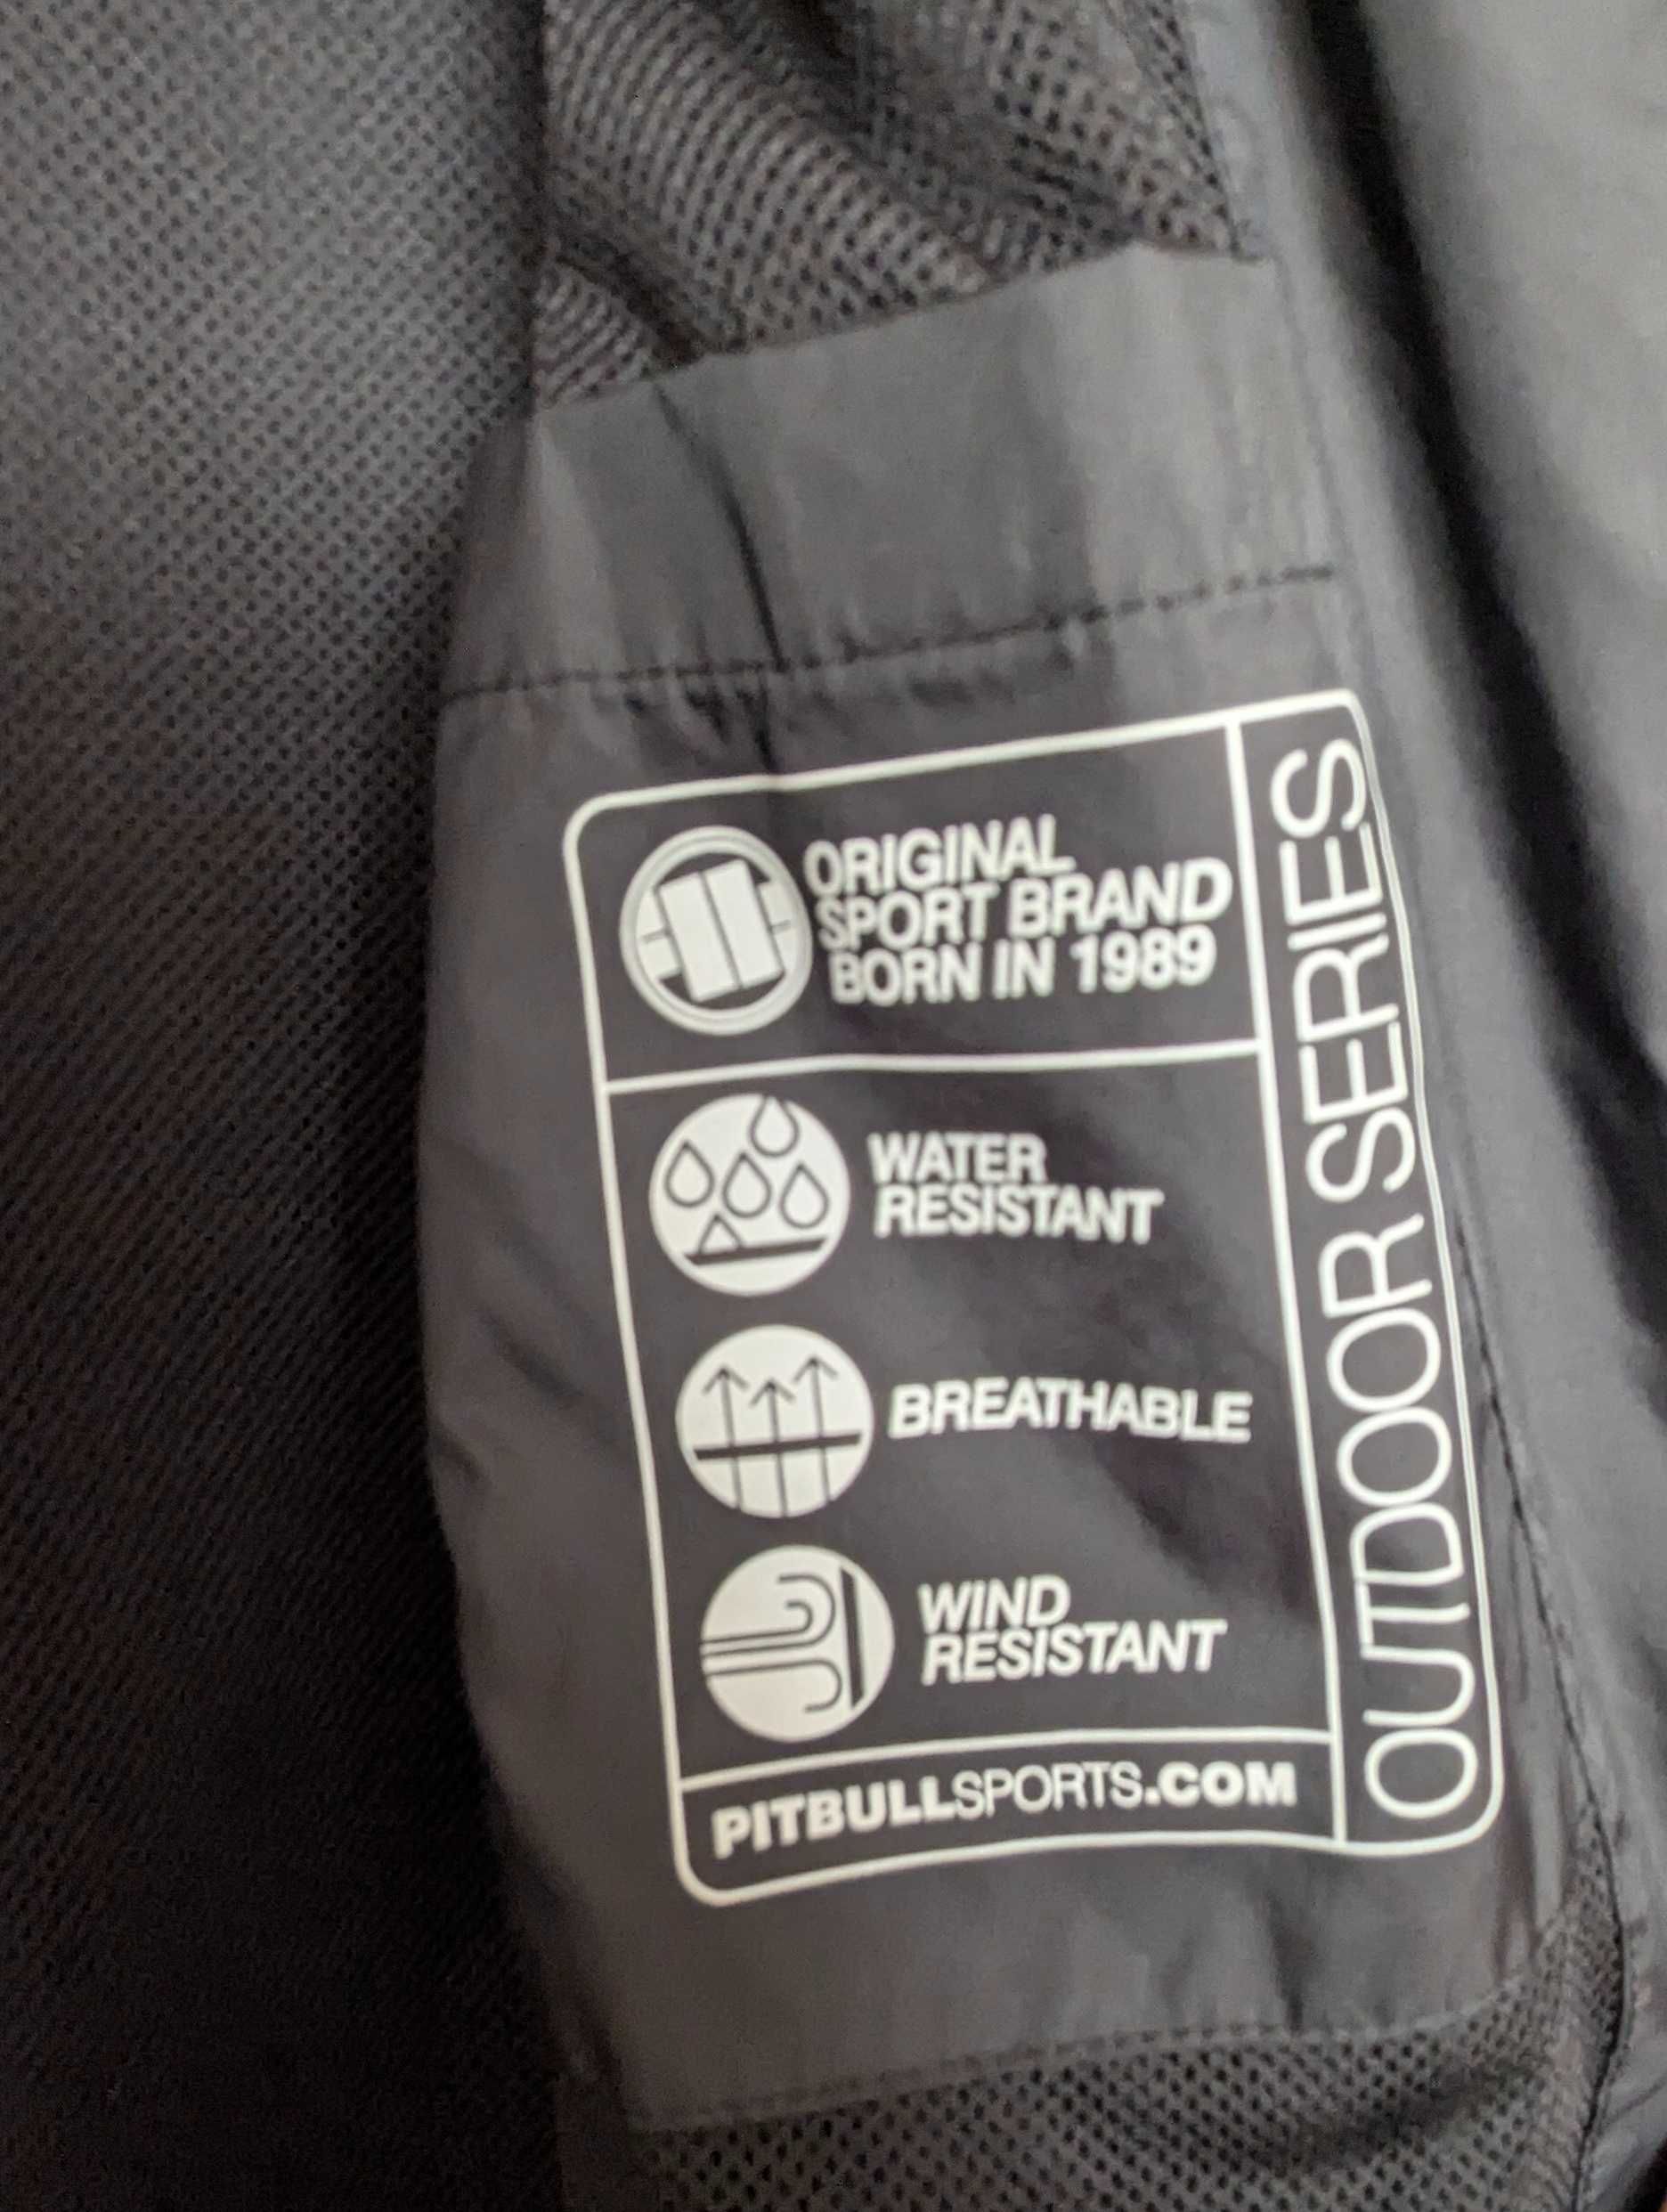 ORIGINAL
SPORT BRAND
BORN IN 1989
WATER
RESISTANT
BREATHABLE
WIND
RESISTANT
PITBULLSPORTS.COM
OUTDOOR SERIES